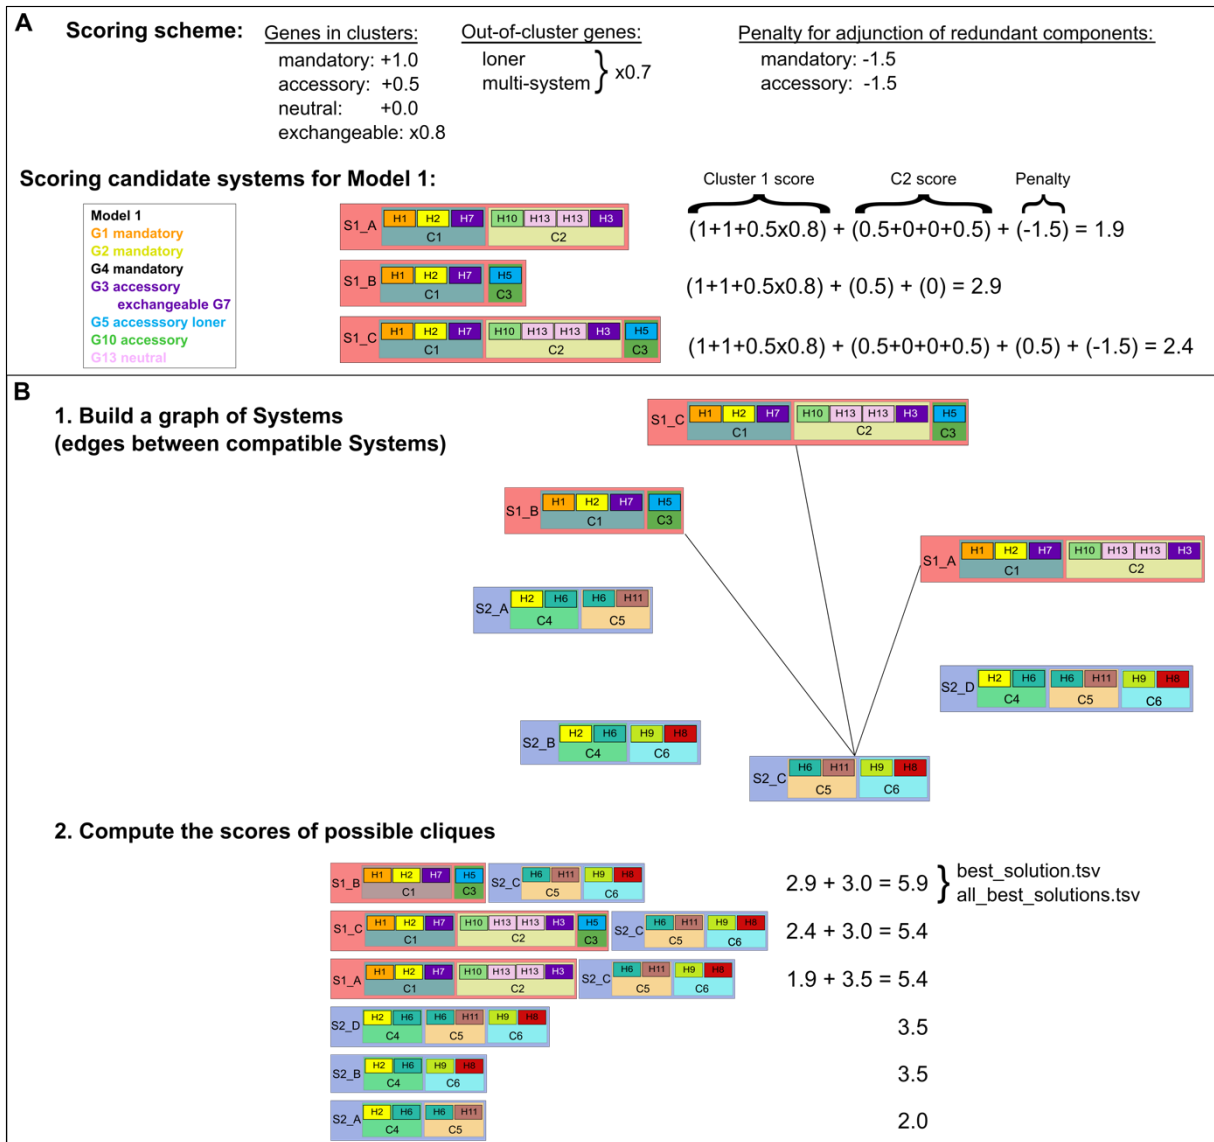 A
Scoring scheme:
Genes in clusters:
mandatory: +1.0
accessory: +0.5
neutral: +0.0
exchangeable: x0.8
Out-of-cluster genes:
loner
multi-system
} x0.7
Penalty for adjunction of redundant components:
mandatory: -1.5
accessory: -1.5
Scoring candidate systems for Model 1:
Model 1
G1 mandatory
G2 mandatory
G4 mandatory
G3 accessory
exchangeable G7
G5 accesssory loner
G10 accessory
G13 neutral
Cluster 1 score C2 score Penalty
S1_A H1 H2 H7 H10 H13 H13 H3
C1 C2
(1+1+0.5x0.8) + (0.5+0+0+0.5) + (-1.5) = 1.9
S1_B H1 H2 H7 H5
C1 C3
(1+1+0.5x0.8) + (0.5) + (0) = 2.9
S1_C H1 H2 H7 H10 H13 H13 H3 H5
C1 C2 C3
(1+1+0.5x0.8) + (0.5+0+0+0.5) + (0.5) + (-1.5) = 2.4
B
1. Build a graph of Systems
(edges between compatible Systems)
S1_C H1 H2 H7 H10 H13 H13 H3 H5
C1 C2 C3
S1_B H1 H2 H7 H5
C1 C3
S1_A H1 H2 H7 H10 H13 H13 H3
C1 C2
S2_A H2 H6 H6 H11
C4 C5
S2_D H2 H6 H6 H11 H9 H8
C4 C5 C6
S2_B H2 H6 H9 H8
C4 C6
S2_C H6 H11 H9 H8
C5 C6
2. Compute the scores of possible cliques
S1_B H1 H2 H7 H5 S2_C H6 H11 H9 H8
C1 C3 C5 C6
2.9 + 3.0 = 5.9
} best_solution.tsv
all_best_solutions.tsv
S1_C H1 H2 H7 H10 H13 H13 H3 H5 S2_C H6 H11 H9 H8
C1 C2 C3 C5 C6
2.4 + 3.0 = 5.4
S1_A H1 H2 H7 H10 H13 H13 H3 S2_C H6 H11 H9 H8
C1 C2 C5 C6
1.9 + 3.5 = 5.4
S2_D H2 H6 H6 H11 H9 H8
C4 C5 C6
3.5
S2_B H2 H6 H9 H8
C4 C6
3.5
S2_A H2 H6 H6 H11
C4 C5
2.0